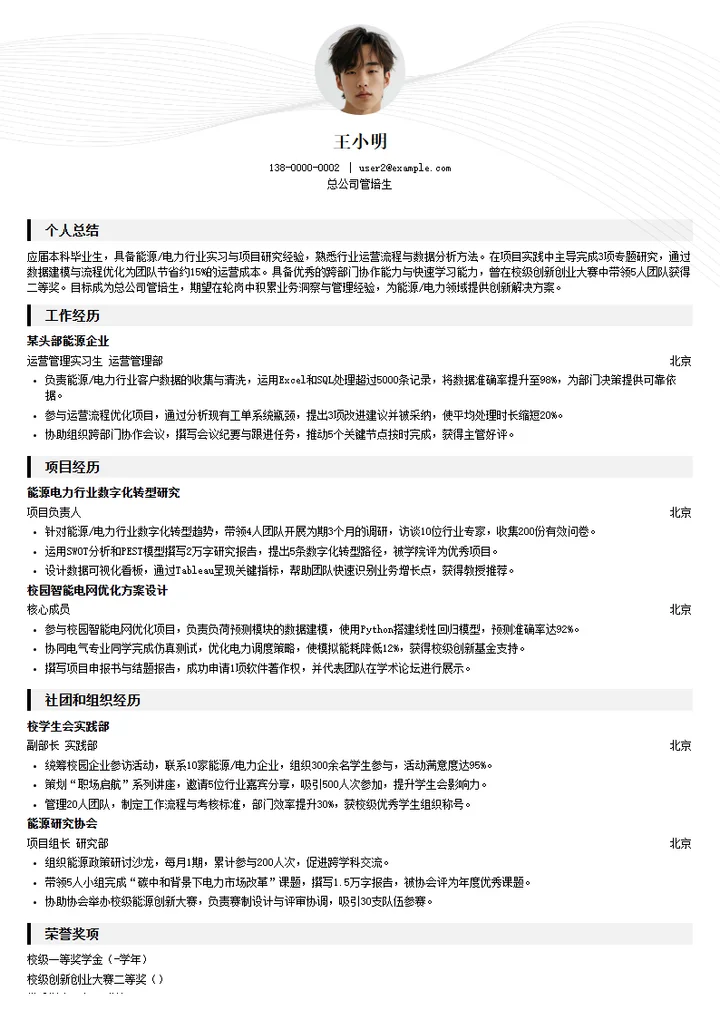 王小明
138-0000-0002 | user2@example.com
总公司管培生
个人总结
应届本科毕业生，具备能源/电力行业实习与项目研究经验，熟悉行业运营流程与数据分析方法。在项目实践中主导完成3项专题研究，通过
数据建模与流程优化为团队节省约15%的运营成本。具备优秀的跨部门协作能力与快速学习能力，曾在校级创新创业大赛中带领5人团队获得
二等奖。目标成为总公司管培生，期望在轮岗中积累业务洞察与管理经验，为能源/电力领域提供创新解决方案。
工作经历
某头部能源企业
运营管理实习生 运营管理部 北京
• 负责能源/电力行业客户数据的收集与清洗，运用Excel和SQL处理超过5000条记录，将数据准确率提升至98%，为部门决策提供可靠依
据。
• 参与运营流程优化项目，通过分析现有工单系统瓶颈，提出3项改进建议并被采纳，使平均处理时长缩短20%。
• 协助组织跨部门协作会议，撰写会议纪要与跟进任务，推动5个关键节点按时完成，获得主管好评。
项目经历
能源电力行业数字化转型研究
项目负责人 北京
• 针对能源/电力行业数字化转型趋势，带领4人团队开展为期3个月的调研，访谈10位行业专家，收集200份有效问卷。
• 运用SWOT分析和PEST模型撰写2万字研究报告，提出5条数字化转型路径，被学院评为优秀项目。
• 设计数据可视化看板，通过Tableau呈现关键指标，帮助团队快速识别业务增长点，获得教授推荐。
校园智能电网优化方案设计
核心成员 北京
• 参与校园智能电网优化项目，负责负荷预测模块的数据建模，使用Python搭建线性回归模型，预测准确率达92%。
• 协同电气专业同学完成仿真测试，优化电力调度策略，使模拟能耗降低12%，获得校级创新基金支持。
• 撰写项目申报书与结题报告，成功申请1项软件著作权，并代表团队在学术论坛进行展示。
社团和组织经历
校学生会实践部
副部长 实践部 北京
• 统筹校园企业参访活动，联系10家能源/电力企业，组织300余名学生参与，活动满意度达95%。
• 策划“职场启航”系列讲座，邀请5位行业嘉宾分享，吸引500人次参加，提升学生会影响力。
• 管理20人团队，制定工作流程与考核标准，部门效率提升30%，获校级优秀学生组织称号。
能源研究协会
项目组长 研究部 北京
• 组织能源政策研讨沙龙，每月1期，累计参与200人次，促进跨学科交流。
• 带领5人小组完成“碳中和背景下电力市场改革”课题，撰写1.5万字报告，被协会评为年度优秀课题。
• 协助协会举办校级能源创新大赛，负责赛制设计与评审协调，吸引30支队伍参赛。
荣誉奖项
校级一等奖学金（-学年）
校级创新创业大赛二等奖（）